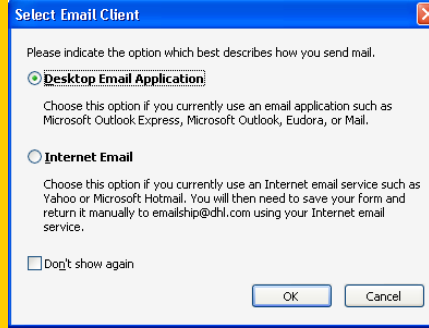 Select Email Client
Please indicate the option which best describes how you send mail.
Desktop Email Application
Choose this option if you currently use an email application such as
Microsoft Outlook Express, Microsoft Outlook, Eudora, or Mail.
Internet Email
Choose this option if you currently use an Internet email service such as
Yahoo or Microsoft Hotmail. You will then need to save your form and
return it manually to emailship@dhl.com using your Internet email
service.
Don't show again
OK Cancel